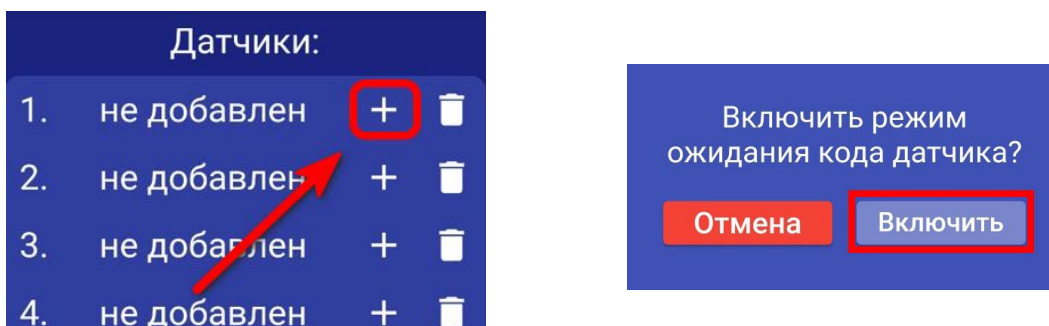 Датчики:
1. не добавлен +
2. не добавлен +
3. не добавлен +
4. не добавлен +
Включить режим
ожидания кода датчика?
Отмена Включить